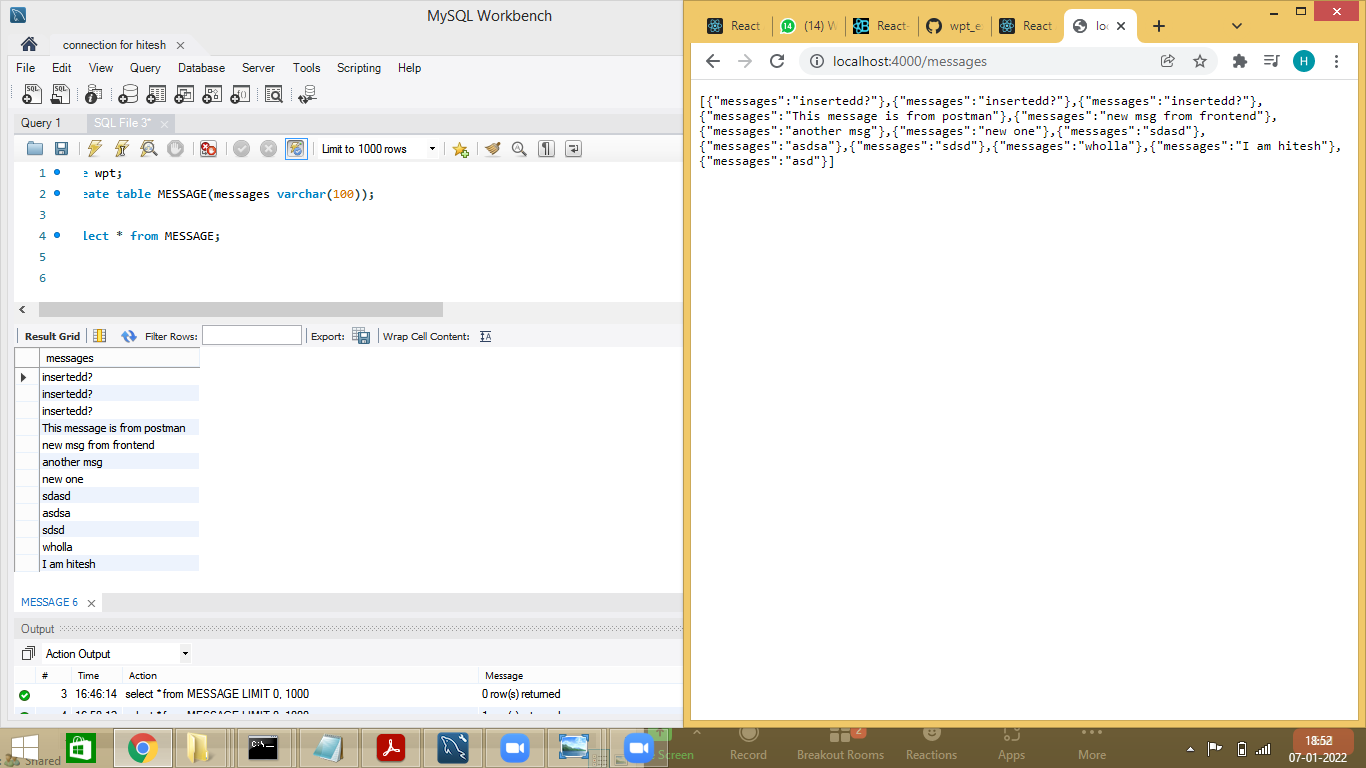 MySQL Workbench
connection for hitesh
File Edit View Query Database Server Tools Scripting Help
Query 1 SQL File 3*
Limit to 1000 rows
1 e wpt;
2 eate table MESSAGE(messages varchar(100));
3
4 lect * from MESSAGE;
5
6
Result Grid Filter Rows: Export: Wrap Cell Content:
messages
insertedd?
insertedd?
insertedd?
This message is from postman
new msg from frontend
another msg
new one
sdasd
asdsa
sdsd
wholla
I am hitesh
MESSAGE 6
Output
Action Output
# Time Action Message
3 16:46:14 select * from MESSAGE LIMIT 0, 1000 0 row(s) returned
React (14) W React- wpt_e React loc
localhost:4000/messages
H
[{"messages":"insertedd?"},{"messages":"insertedd?"},{"messages":"insertedd?"},
{"messages":"This message is from postman"},{"messages":"new msg from frontend"},
{"messages":"another msg"},{"messages":"new one"},{"messages":"sdasd"},
{"messages":"asdsa"},{"messages":"sdsd"},{"messages":"wholla"},{"messages":"I am hitesh"},
{"messages":"asd"}]
Shared Screen Record Breakout Rooms 2 Reactions Apps More
07-01-2022